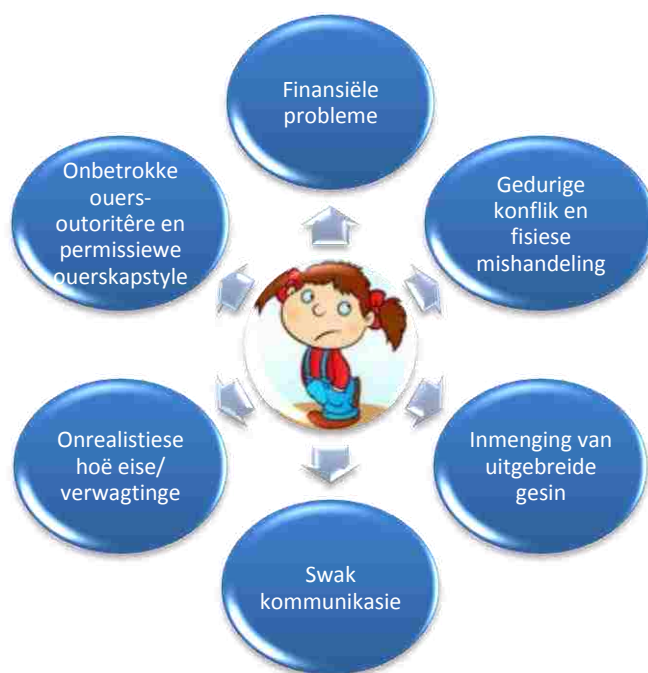 Finansiële
probleme
Gedurige
konflik en
fisiese
mishandeling
Inmenging van
uitgebreide
gesin
Swak
kommunikasie
Onrealistiese
hoë eise/
verwagtinge
Onbetrokke
ouers-
outoritêre en
permissiewe
ouerskapstyle